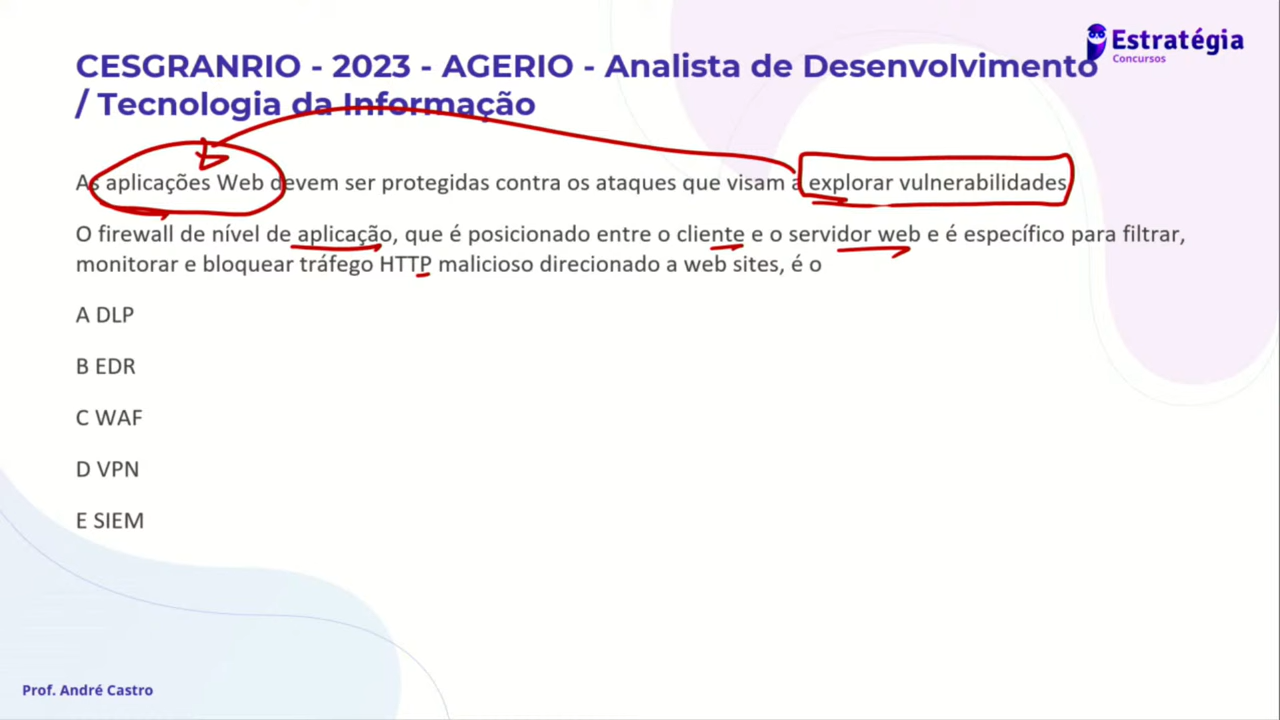 Estratégia
Concursos
CESGRANRIO - 2023 - AGERIO - Analista de Desenvolvimento
/ Tecnologia da Informação
As aplicações Web devem ser protegidas contra os ataques que visam a explorar vulnerabilidades.
O firewall de nível de aplicação, que é posicionado entre o cliente e o servidor web e é específico para filtrar,
monitorar e bloquear tráfego HTTP malicioso direcionado a web sites, é o
A DLP
B EDR
C WAF
D VPN
E SIEM
Prof. André Castro